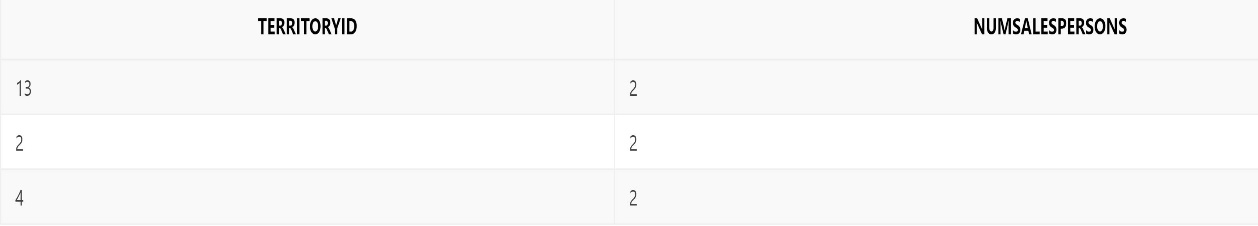 TERRITORYID NUMSALESPERSONS
13 2
2 2
4 2